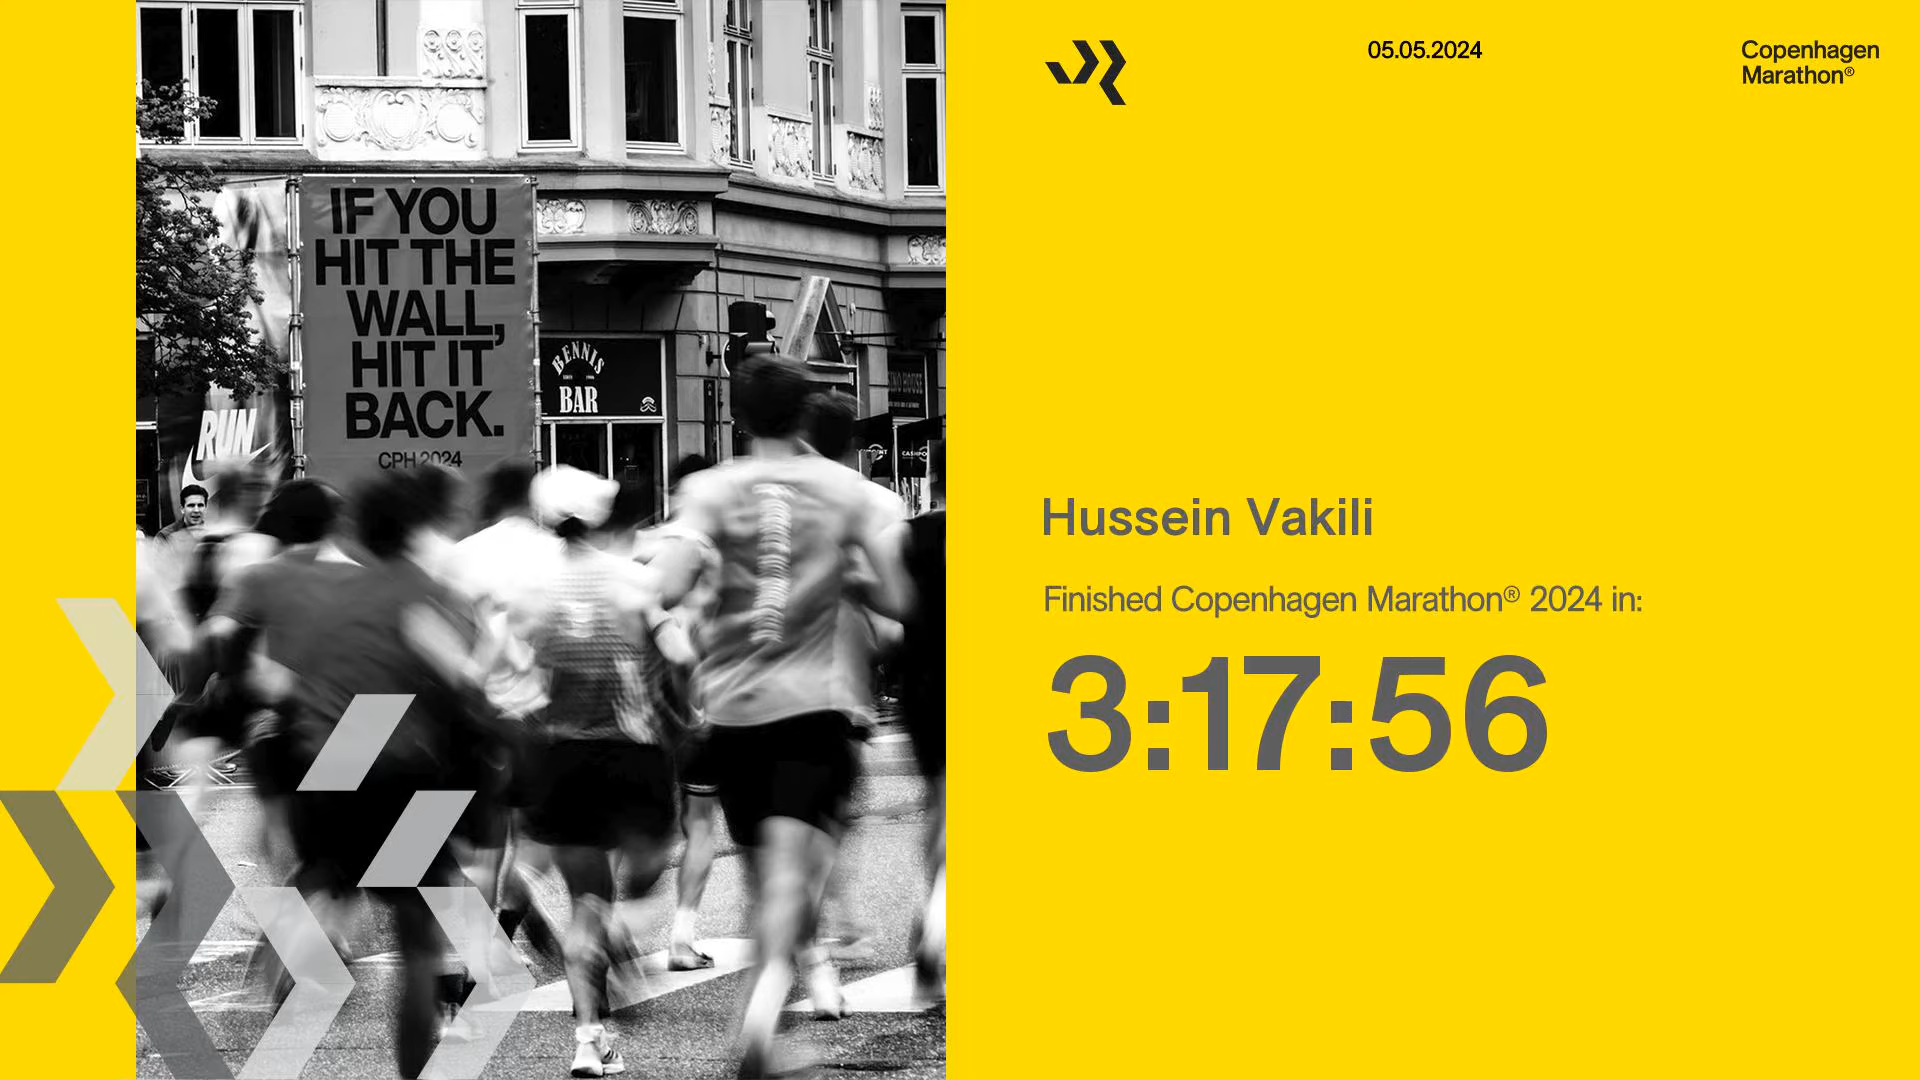 05.05.2024
Copenhagen
Marathon®
IF YOU
HIT THE
WALL,
HIT IT
BACK.
CPH 2024
RUN
BENNIS
BAR
Hussein Vakili
Finished Copenhagen Marathon® 2024 in:
3:17:56